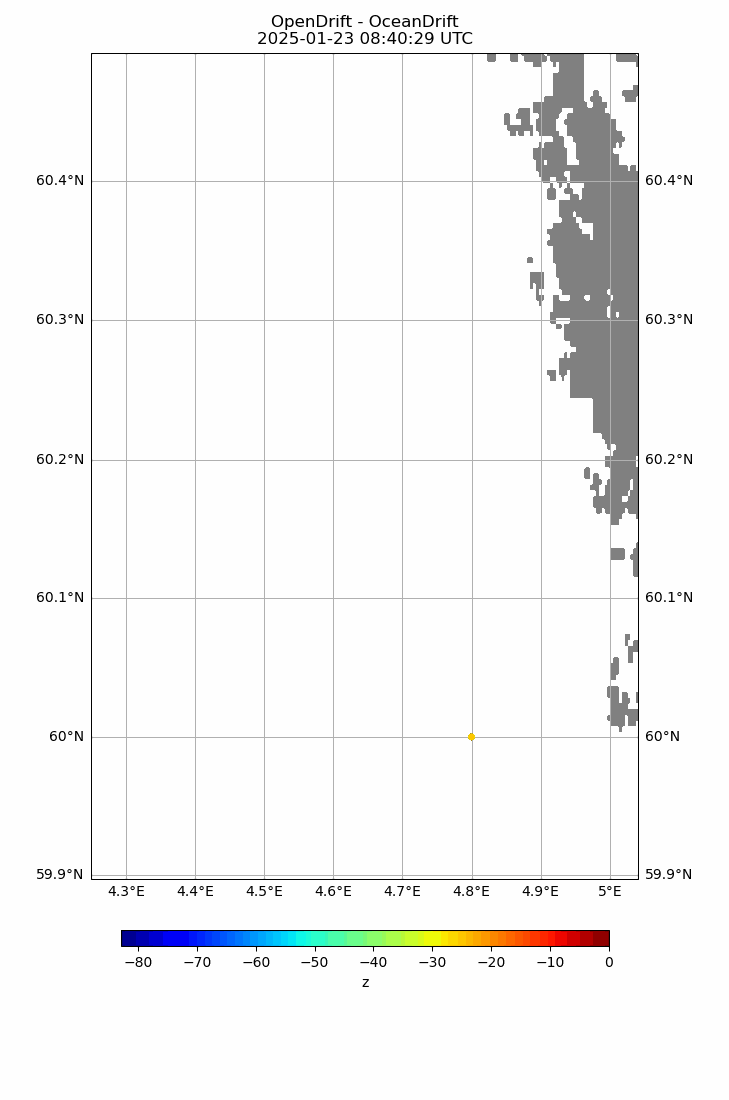 OpenDrift - OceanDrift
2025-01-23 08:40:29 UTC
60.4°N 60.4°N
60.3°N 60.3°N
60.2°N 60.2°N
60.1°N 60.1°N
60°N 60°N
59.9°N 59.9°N
4.3°E 4.4°E 4.5°E 4.6°E 4.7°E 4.8°E 4.9°E 5°E
−80 −70 −60 −50 −40 −30 −20 −10 0
z